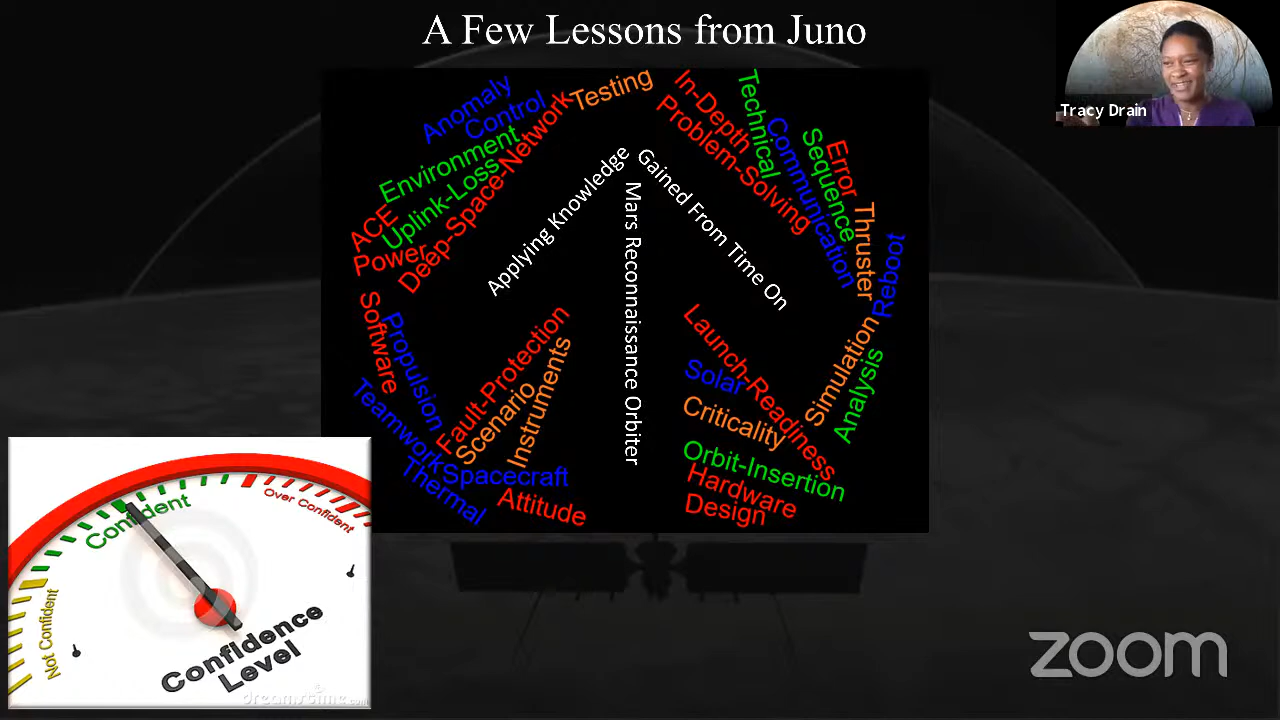 A Few Lessons from Juno
Tracy Drain
Anomaly
Control
Environment
Uplink-Loss
ACE
Power
Deep-Space-Network
Testing
In-Depth
Problem-Solving
Technical
Communication
Sequence
Error
Thruster
Reboot
Applying Knowledge
Gained From Time On
Mars Reconnaissance Orbiter
Software
Propulsion
Teamwork
Thermal
Fault-Protection
Scenario
Instruments
Spacecraft
Attitude
Launch-Readiness
Solar
Criticality
Orbit-Insertion
Hardware
Design
Simulation
Analysis
Not Confident
Confident
Over Confident
Confidence
Level
dreamstime.com
zoom